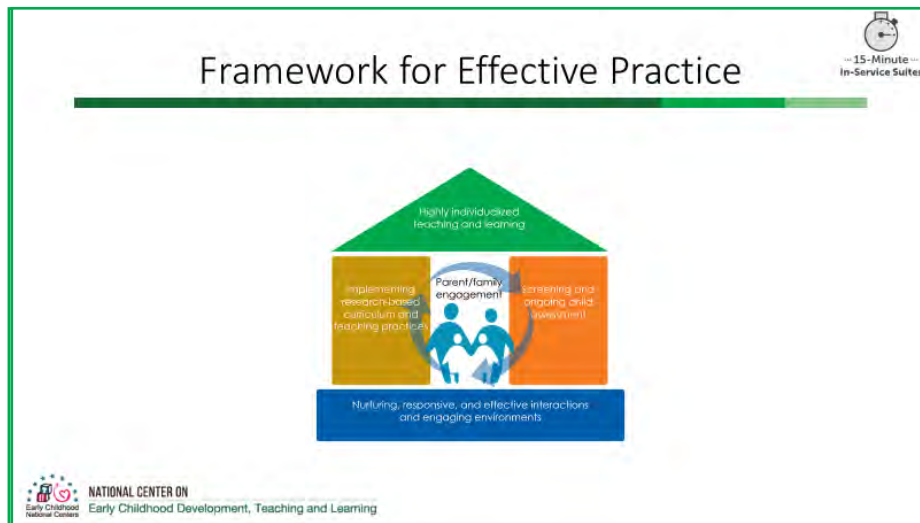 Framework for Effective Practice
··· 15-Minute ···
In-Service Suites
Highly individualized
teaching and learning
Implementing
research-based
curriculum and
teaching practices
Parent/family
engagement
Screening and
ongoing child
assessment
Nurturing, responsive, and effective interactions
and engaging environments
Early Childhood
National Centers
NATIONAL CENTER ON
Early Childhood Development, Teaching and Learning